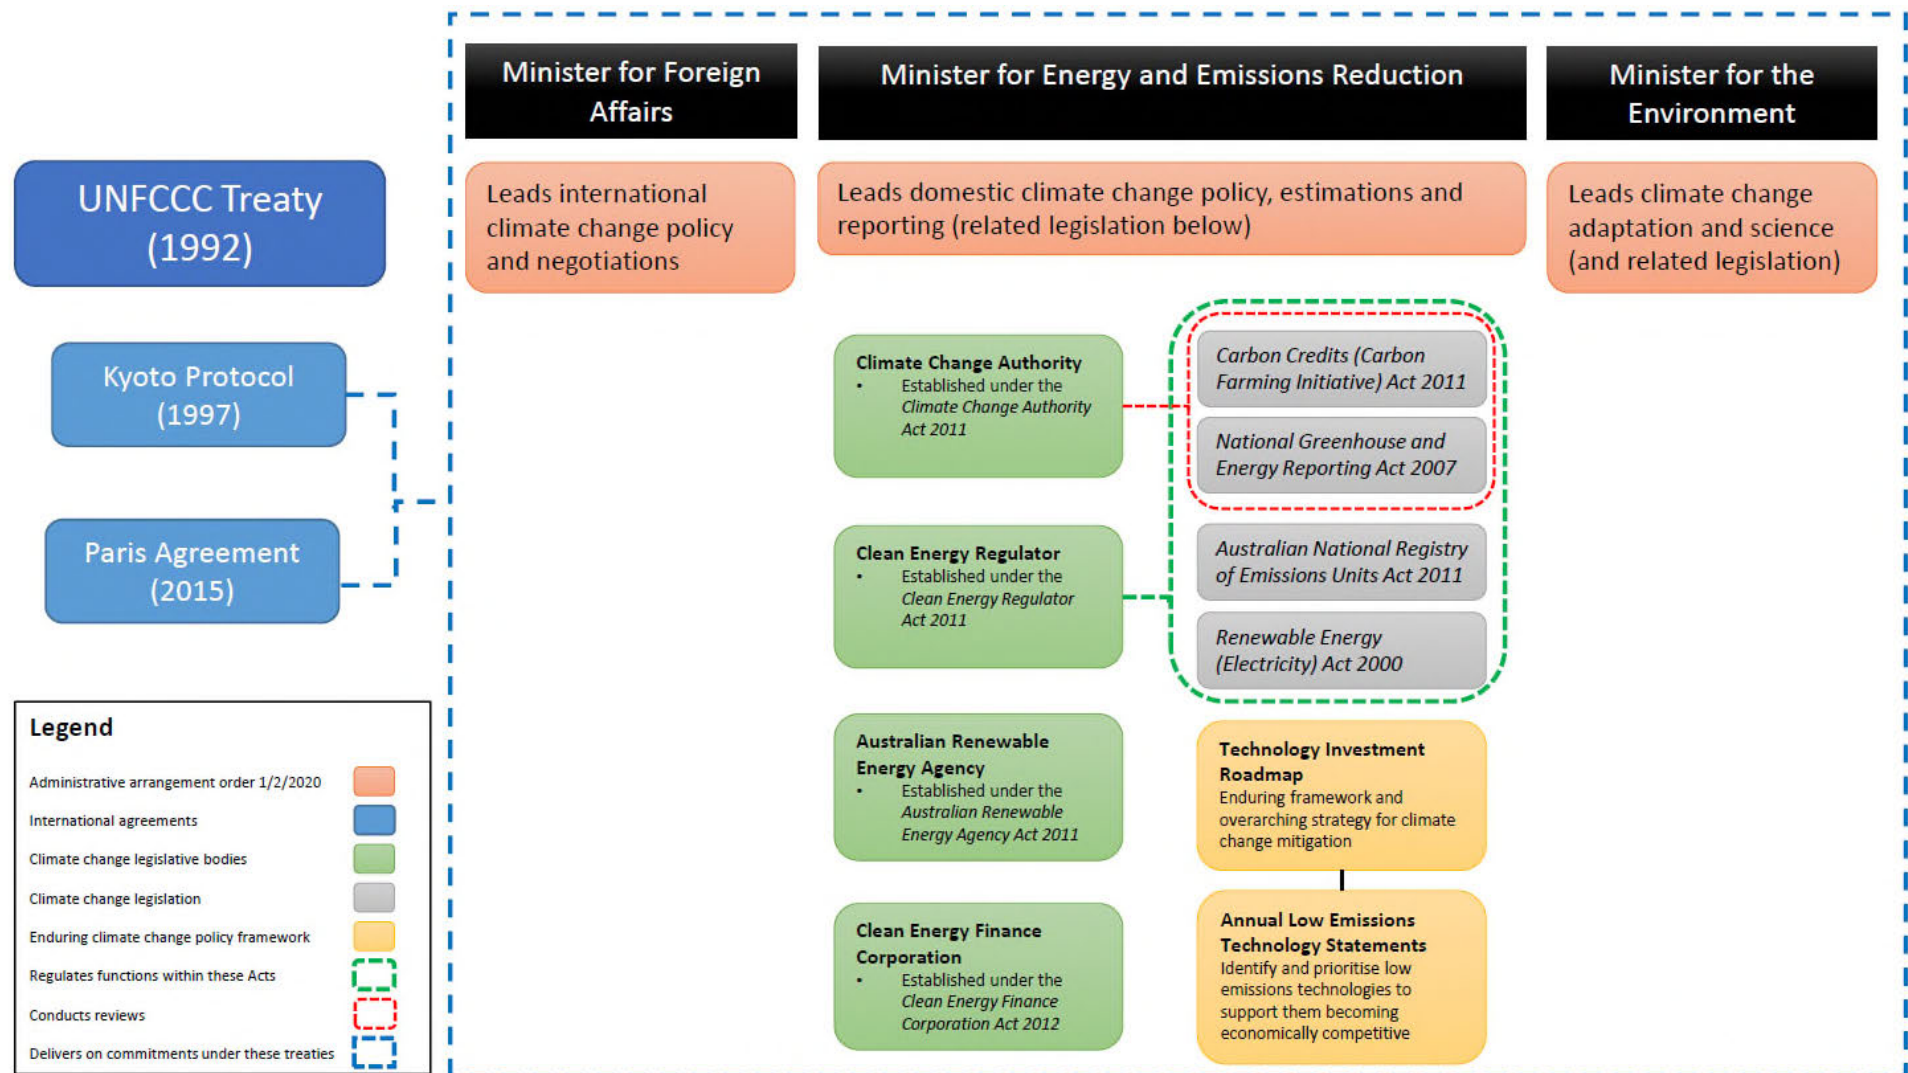 UNFCCC Treaty
(1992)
Kyoto Protocol
(1997)
Paris Agreement
(2015)
Legend
Administrative arrangement order 1/2/2020
International agreements
Climate change legislative bodies
Climate change legislation
Enduring climate change policy framework
Regulates functions within these Acts
Conducts reviews
Delivers on commitments under these treaties
Minister for Foreign
Affairs
Leads international
climate change policy
and negotiations
Minister for Energy and Emissions Reduction
Leads domestic climate change policy, estimations and
reporting (related legislation below)
Climate Change Authority
• Established under the
Climate Change Authority
Act 2011
Clean Energy Regulator
• Established under the
Clean Energy Regulator
Act 2011
Australian Renewable
Energy Agency
• Established under the
Australian Renewable
Energy Agency Act 2011
Clean Energy Finance
Corporation
• Established under the
Clean Energy Finance
Corporation Act 2012
Carbon Credits (Carbon
Farming Initiative) Act 2011
National Greenhouse and
Energy Reporting Act 2007
Australian National Registry
of Emissions Units Act 2011
Renewable Energy
(Electricity) Act 2000
Technology Investment
Roadmap
Enduring framework and
overarching strategy for climate
change mitigation
Annual Low Emissions
Technology Statements
Identify and prioritise low
emissions technologies to
support them becoming
economically competitive
Minister for the
Environment
Leads climate change
adaptation and science
(and related legislation)